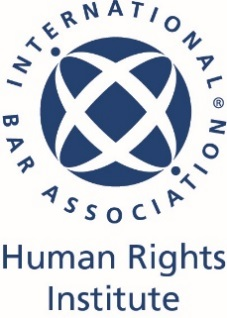 INTERNATIONAL®
BAR ASSOCIATION
Human Rights
Institute